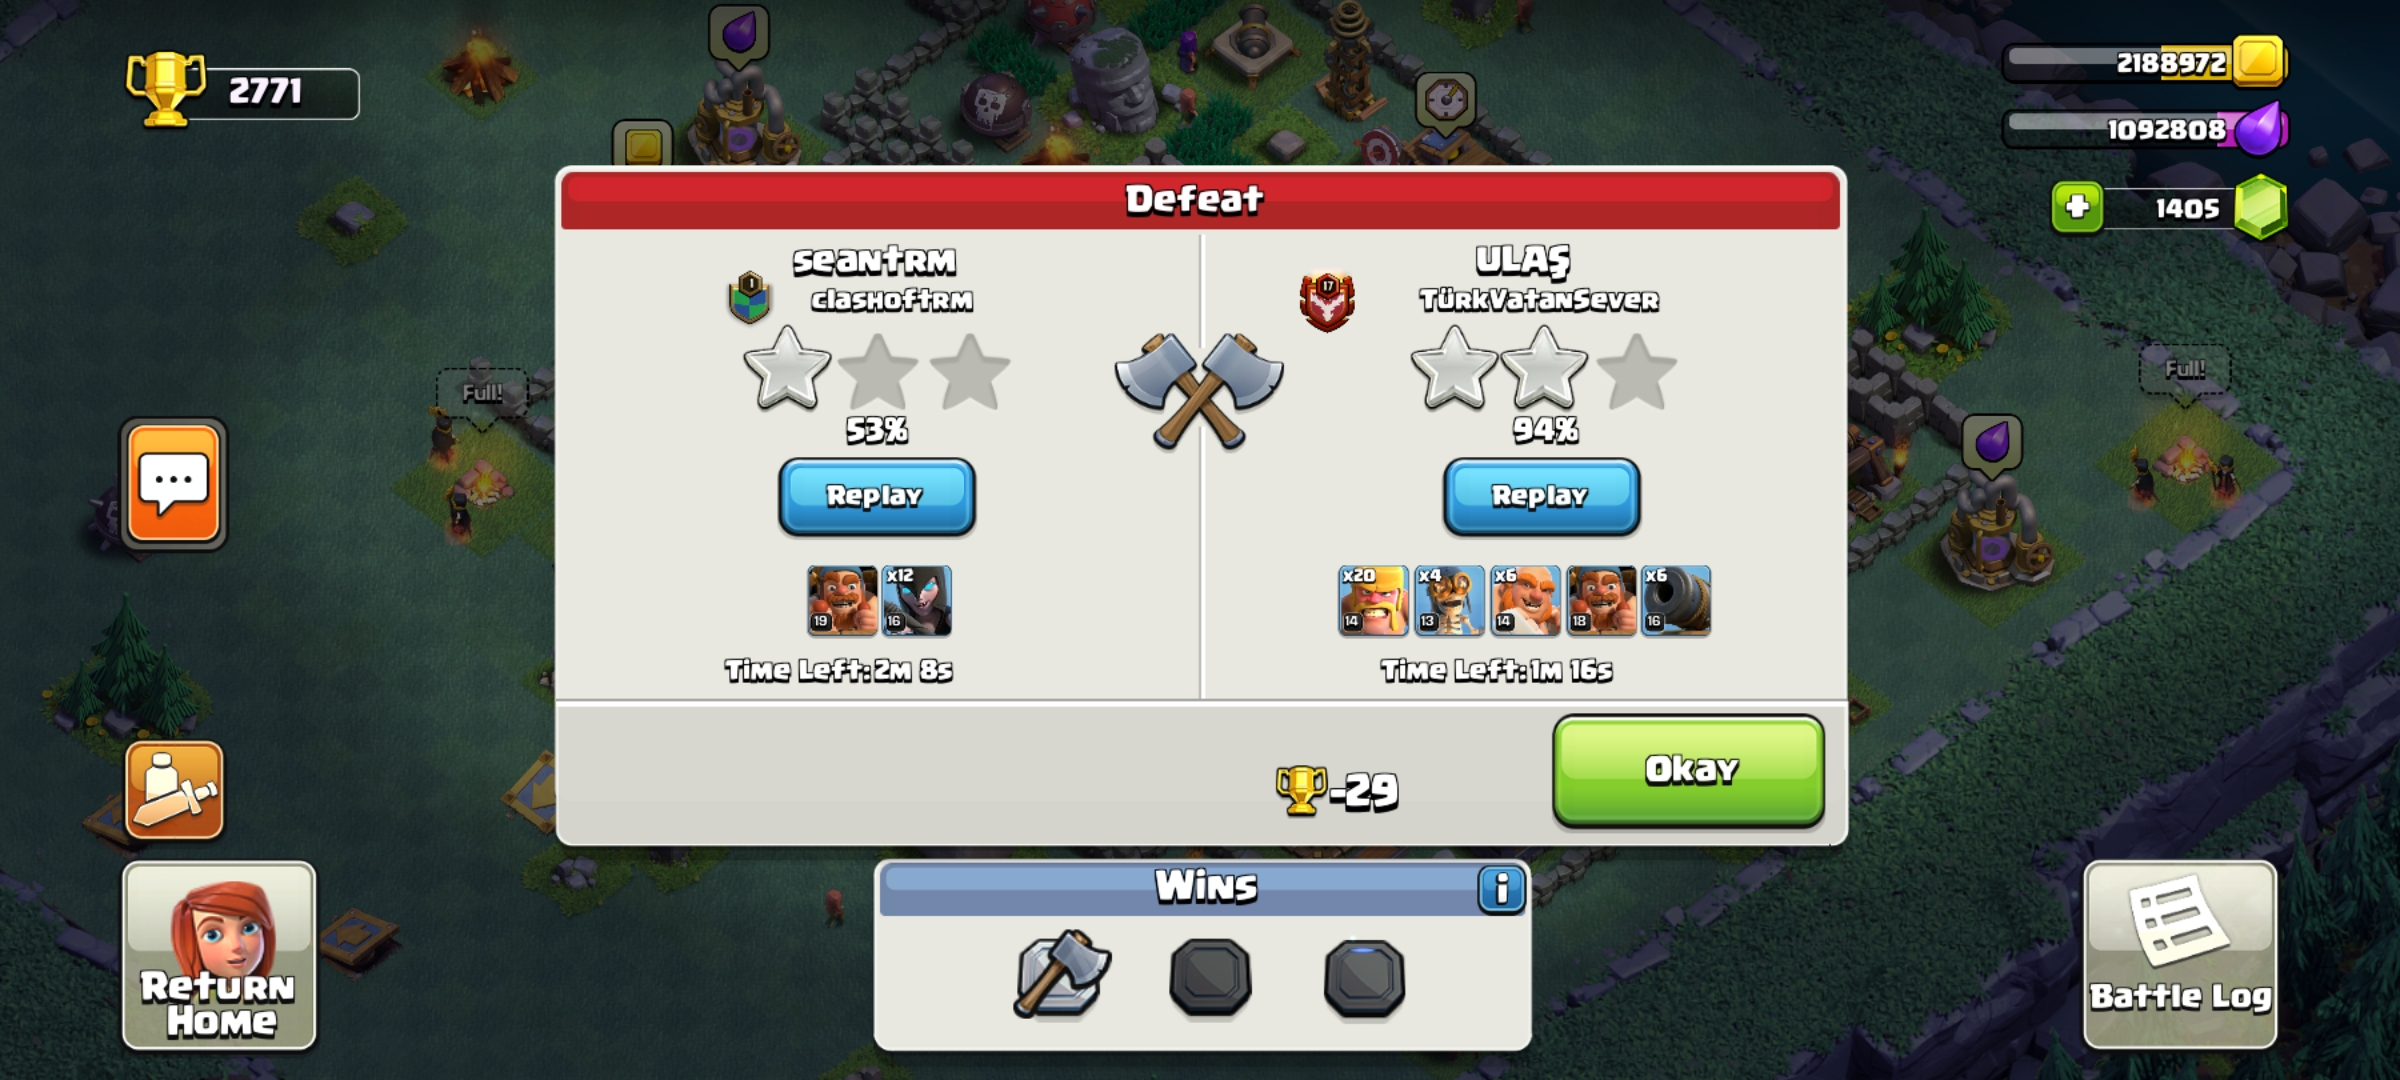 2771
2188972
1092808
1405
Defeat
seantrm
clashoftrm
1
53%
Replay
19
x12
16
Time Left: 2m 8s
ULAŞ
TürkVatanSever
17
94%
Replay
x20
14
x4
13
x6
14
18
x6
16
Time Left: 1m 16s
Full!
Full!
-29
Okay
Wins
i
Return
Home
Battle Log